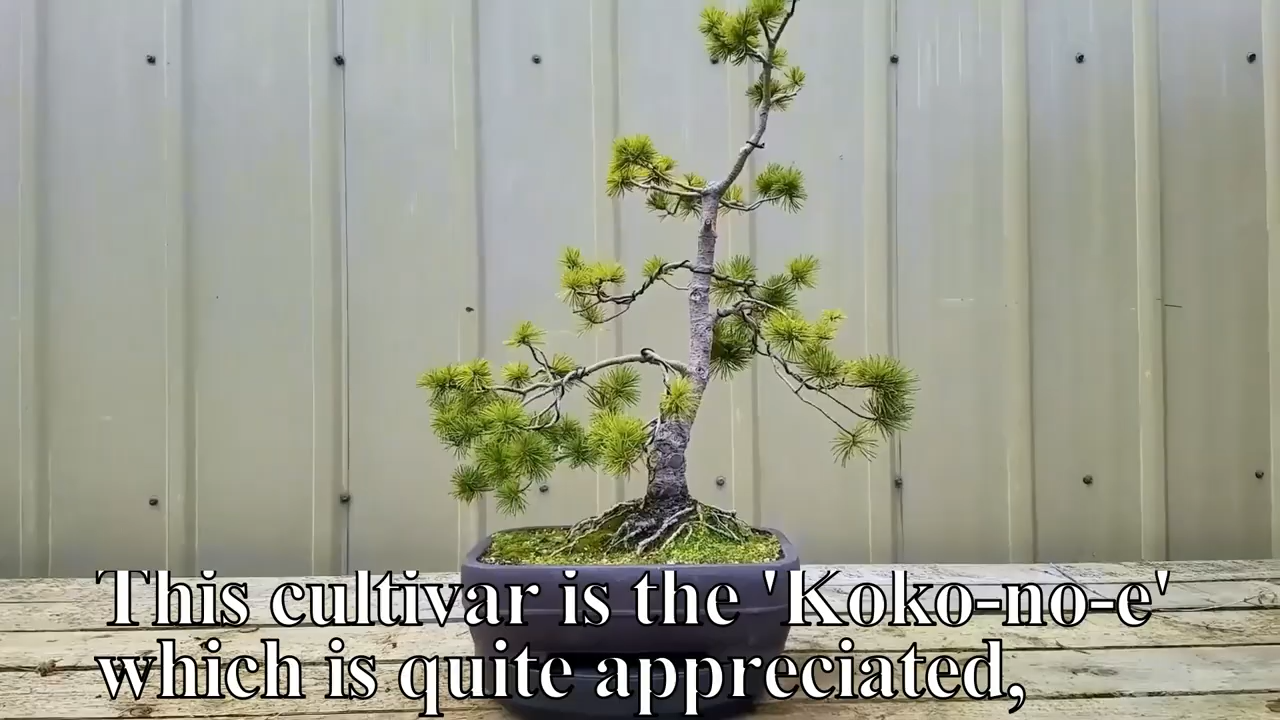 This cultivar is the 'Koko-no-e'
which is quite appreciated,